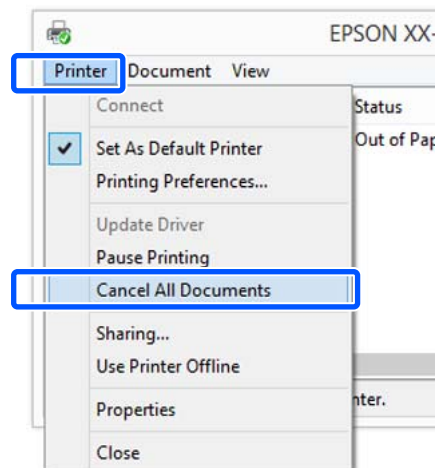 EPSON XX-
Printer Document View
Connect
Status
Set As Default Printer
Out of Pap
Printing Preferences...
Update Driver
Pause Printing
Cancel All Documents
Sharing...
Use Printer Offline
Properties
nter.
Close